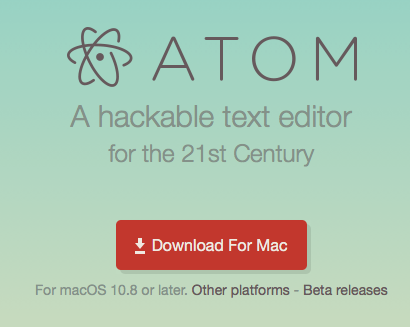 ATOM
A hackable text editor
for the 21st Century
Download For Mac
For macOS 10.8 or later. Other platforms - Beta releases